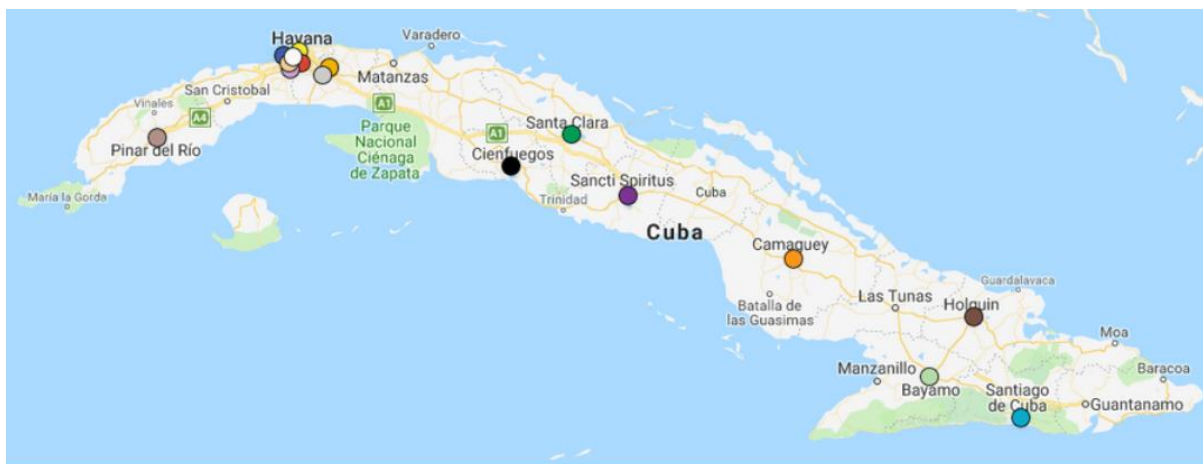 Havana
Varadero
Matanzas
San Cristobal
Vinales
A4
A1
Parque
Nacional
Ciénaga
de Zapata
Pinar del Río
María la Gorda
A1
Santa Clara
Cienfuegos
Sancti Spiritus
Trinidad
Cuba
Cuba
Camaguey
Batalla de
las Guasimas
Las Tunas
Guardalavaca
Holguin
Moa
Manzanillo
Bayamo
Santiago
de Cuba
Baracoa
Guantanamo